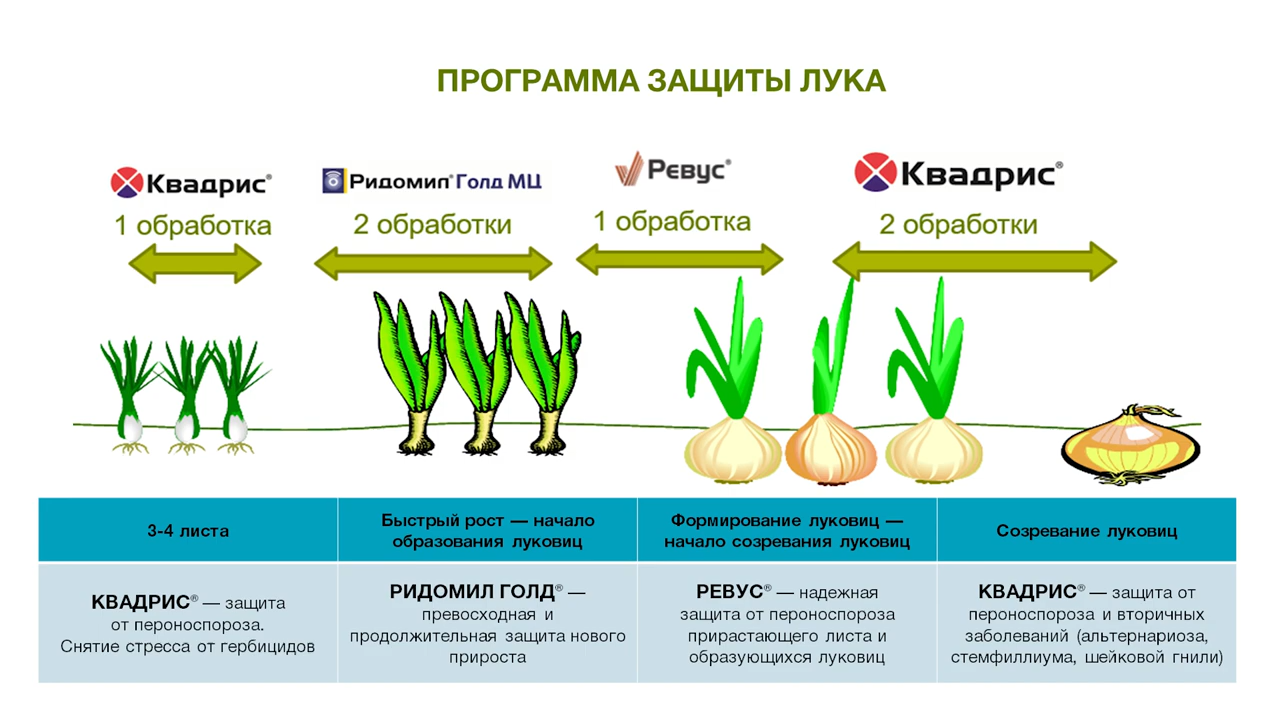 ПРОГРАММА ЗАЩИТЫ ЛУКА
Квадрис®
1 обработка
Ридомил® Голд МЦ
2 обработки
Ревус®
1 обработка
Квадрис®
2 обработки
3-4 листа
Быстрый рост — начало
образования луковиц
Формирование луковиц —
начало созревания луковиц
Созревание луковиц
КВАДРИС® — защита
от пероноспороза.
Снятие стресса от гербицидов
РИДОМИЛ ГОЛД® —
превосходная и
продолжительная защита нового
прироста
РЕВУС® — надежная
защита от пероноспороза
прирастающего листа и
образующихся луковиц
КВАДРИС® — защита от
пероноспороза и вторичных
заболеваний (альтернариоза,
стемфиллиума, шейковой гнили)